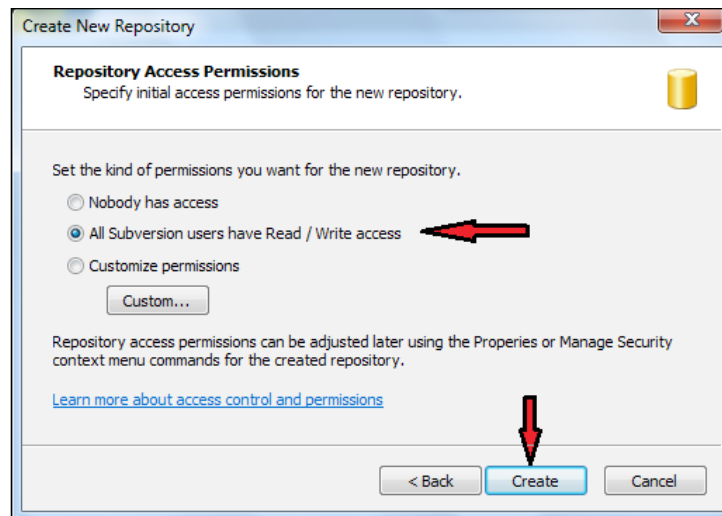 Create New Repository
Repository Access Permissions
Specify initial access permissions for the new repository.
Set the kind of permissions you want for the new repository.
Nobody has access
All Subversion users have Read / Write access
Customize permissions
Custom...
Repository access permissions can be adjusted later using the Properies or Manage Security
context menu commands for the created repository.
Learn more about access control and permissions
< Back
Create
Cancel